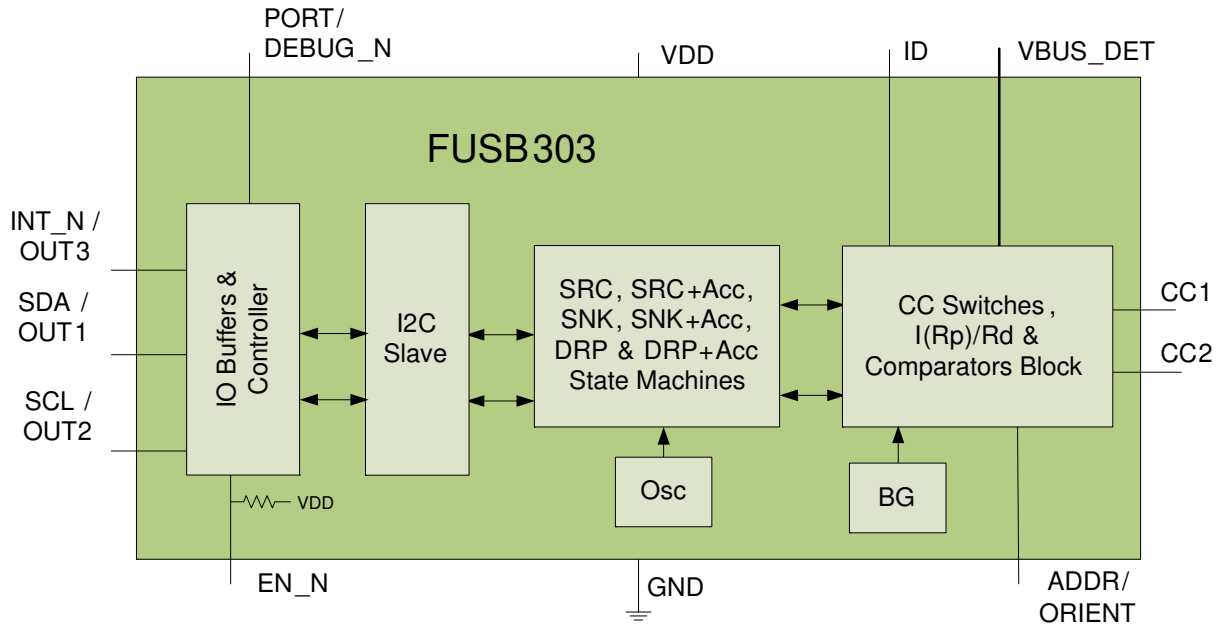 PORT/
DEBUG_N
VDD
ID
VBUS_DET
FUSB303
INT_N /
OUT3
SDA /
OUT1
SCL /
OUT2
IO Buffers &
Controller
I2C
Slave
SRC, SRC+Acc,
SNK, SNK+Acc,
DRP & DRP+Acc
State Machines
CC Switches ,
I(Rp)/Rd &
Comparators Block
CC1
CC2
Osc
BG
VDD
EN_N
GND
ADDR/
ORIENT